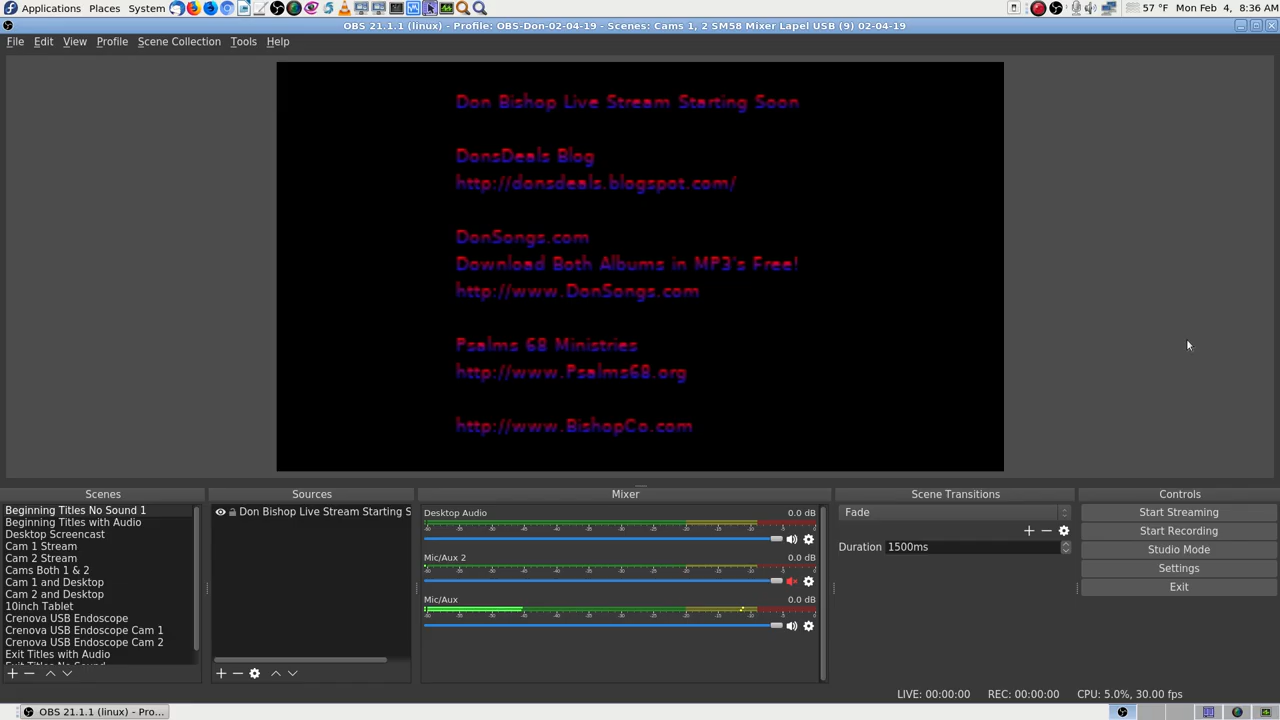 Applications Places System
57 °F Mon Feb 4, 8:36 AM
OBS 21.1.1 (linux) - Profile: OBS-Don-02-04-19 - Scenes: Cams 1, 2 SM58 Mixer Lapel USB (9) 02-04-19
File Edit View Profile Scene Collection Tools Help
Don Bishop Live Stream Starting Soon
DonsDeals Blog
http://donsdeals.blogspot.com/
DonSongs.com
Download Both Albums in MP3's Free!
http://www.DonSongs.com
Psalms 68 Ministries
http://www.Psalms68.org
http://www.BishopCo.com
Scenes
Beginning Titles No Sound 1
Beginning Titles with Audio
Desktop Screencast
Cam 1 Stream
Cam 2 Stream
Cams Both 1 & 2
Cam 1 and Desktop
Cam 2 and Desktop
10inch Tablet
Crenova USB Endoscope
Crenova USB Endoscope Cam 1
Crenova USB Endoscope Cam 2
Exit Titles with Audio
Exit Titles No Sound
Sources
Don Bishop Live Stream Starting S
Mixer
Desktop Audio 0.0 dB
Mic/Aux 2 0.0 dB
Mic/Aux 0.0 dB
Scene Transitions
Fade
Duration 1500ms
Controls
Start Streaming
Start Recording
Studio Mode
Settings
Exit
LIVE: 00:00:00 REC: 00:00:00 CPU: 5.0%, 30.00 fps
OBS 21.1.1 (linux) - Pro...